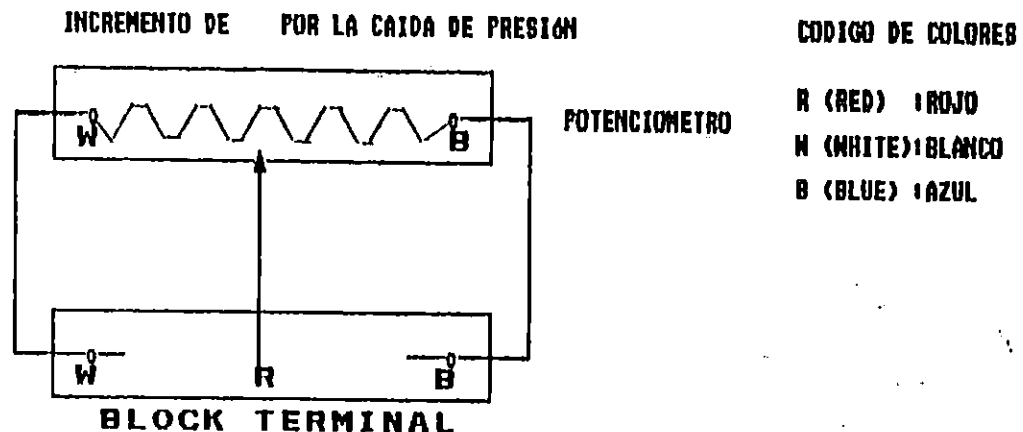 INCREMENTO DE POR LA CAIDA DE PRESIÓN
CODIGO DE COLORES
R (RED) :ROJO
W (WHITE):BLANCO
B (BLUE) :AZUL
W
B
POTENCIOMETRO
W
R
B
BLOCK TERMINAL